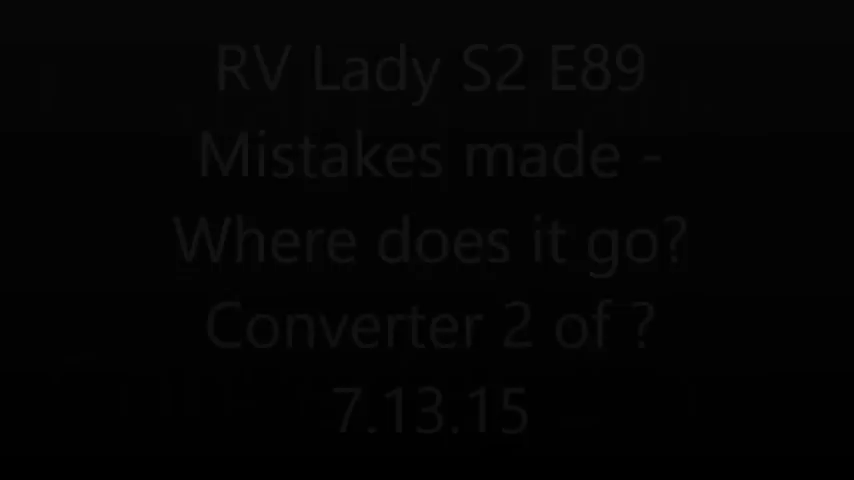 RV Lady S2 E89
Mistakes made -
Where does it go?
Converter 2 of ?
7.13.15